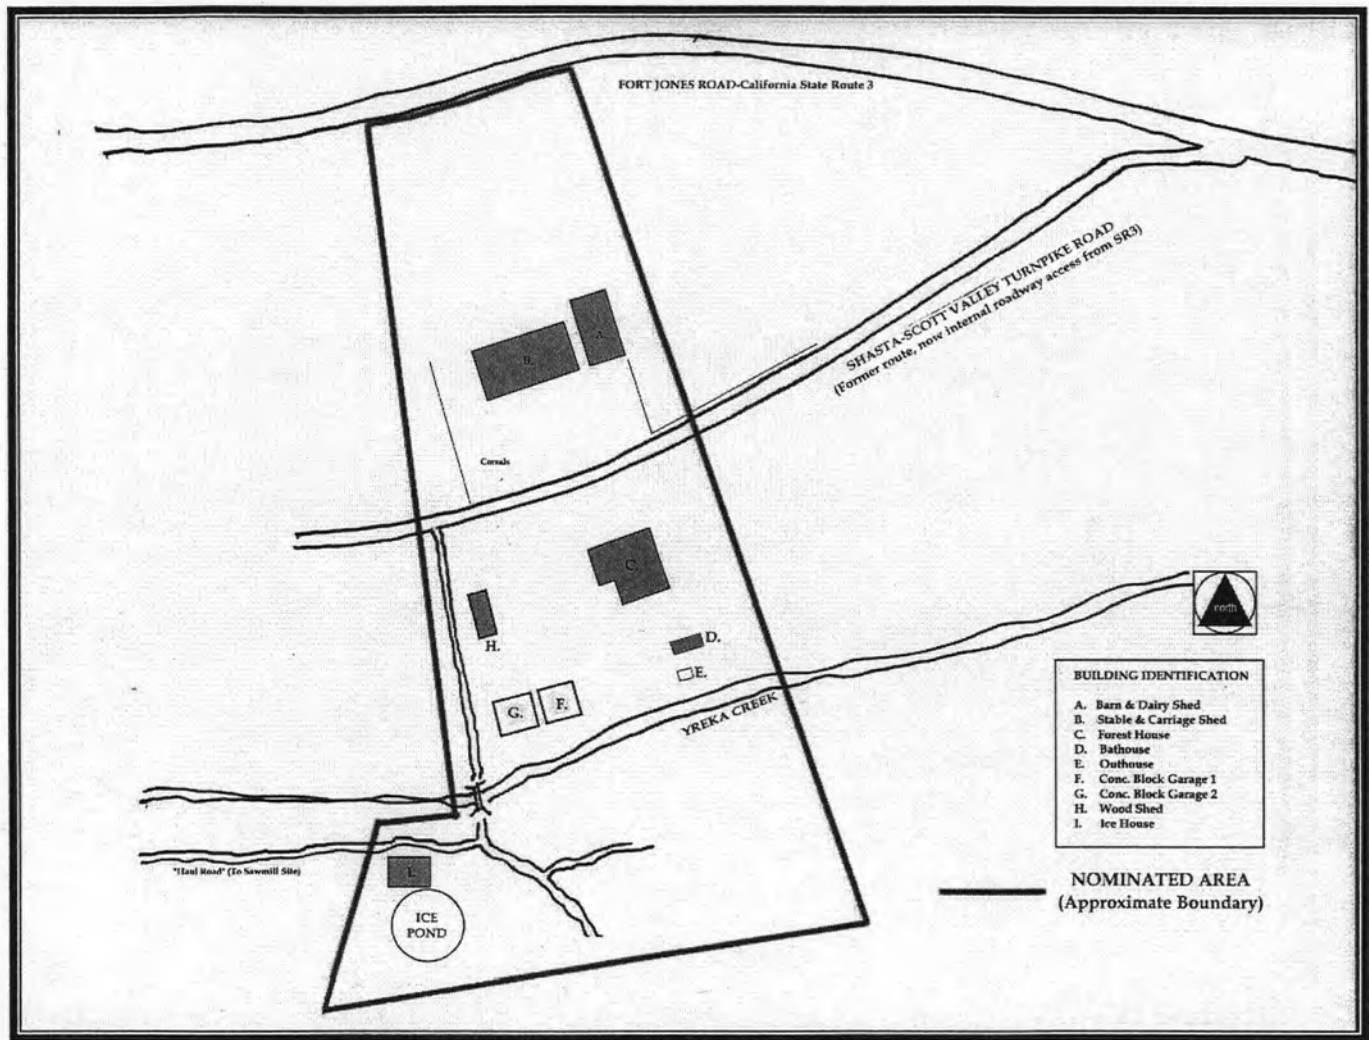 FORT JONES ROAD-California State Route 3
SHASTA-SCOTT VALLEY TURNPIKE ROAD
(Former route, now internal roadway access from SR3)
A.
B.
Corrals
C.
north
H.
D.
E.
G.
F.
YREKA CREEK
BUILDING IDENTIFICATION
A. Barn & Dairy Shed
B. Stable & Carriage Shed
C. Forest House
D. Bathouse
E. Outhouse
F. Conc. Block Garage 1
G. Conc. Block Garage 2
H. Wood Shed
I. Ice House
"Haul Road" (To Sawmill Site)
I.
ICE
POND
NOMINATED AREA
(Approximate Boundary)